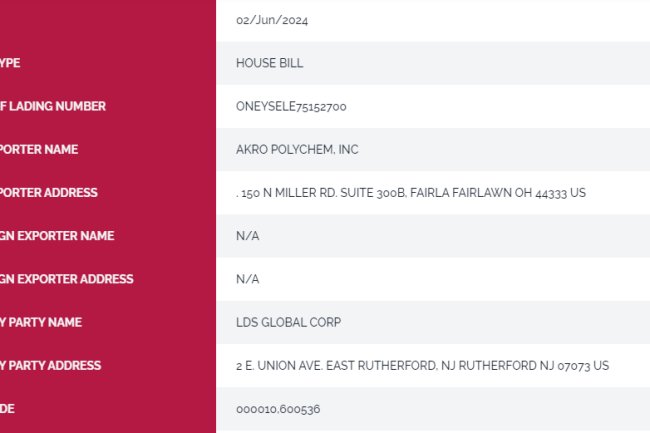 02/Jun/2024
YPE HOUSE BILL
F LADING NUMBER ONEYSELE75152700
PORTER NAME AKRO POLYCHEM, INC
PORTER ADDRESS . 150 N MILLER RD. SUITE 300B, FAIRLA FAIRLAWN OH 44333 US
GN EXPORTER NAME N/A
GN EXPORTER ADDRESS N/A
Y PARTY NAME LDS GLOBAL CORP
Y PARTY ADDRESS 2 E. UNION AVE. EAST RUTHERFORD, NJ RUTHERFORD NJ 07073 US
DE 000010,600536